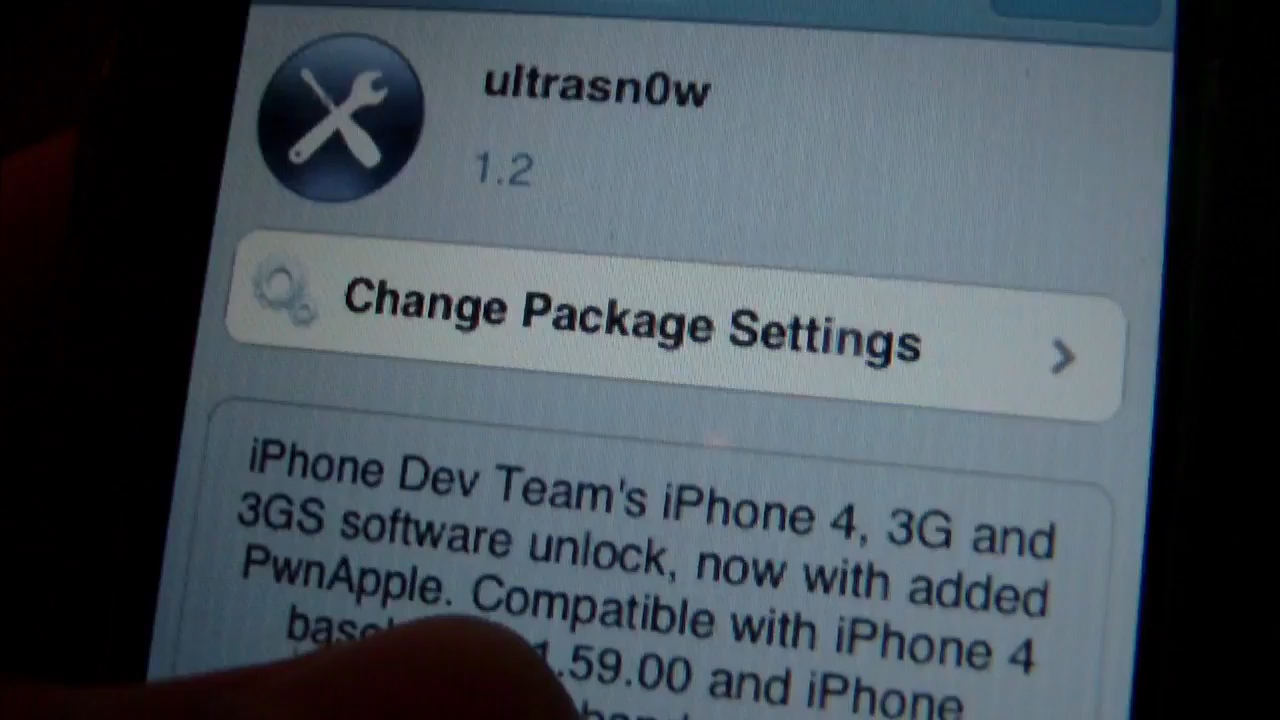 ultrasn0w
1.2
Change Package Settings
iPhone Dev Team's iPhone 4, 3G and
3GS software unlock, now with added
PwnApple. Compatible with iPhone 4
1.59.00 and iPhone